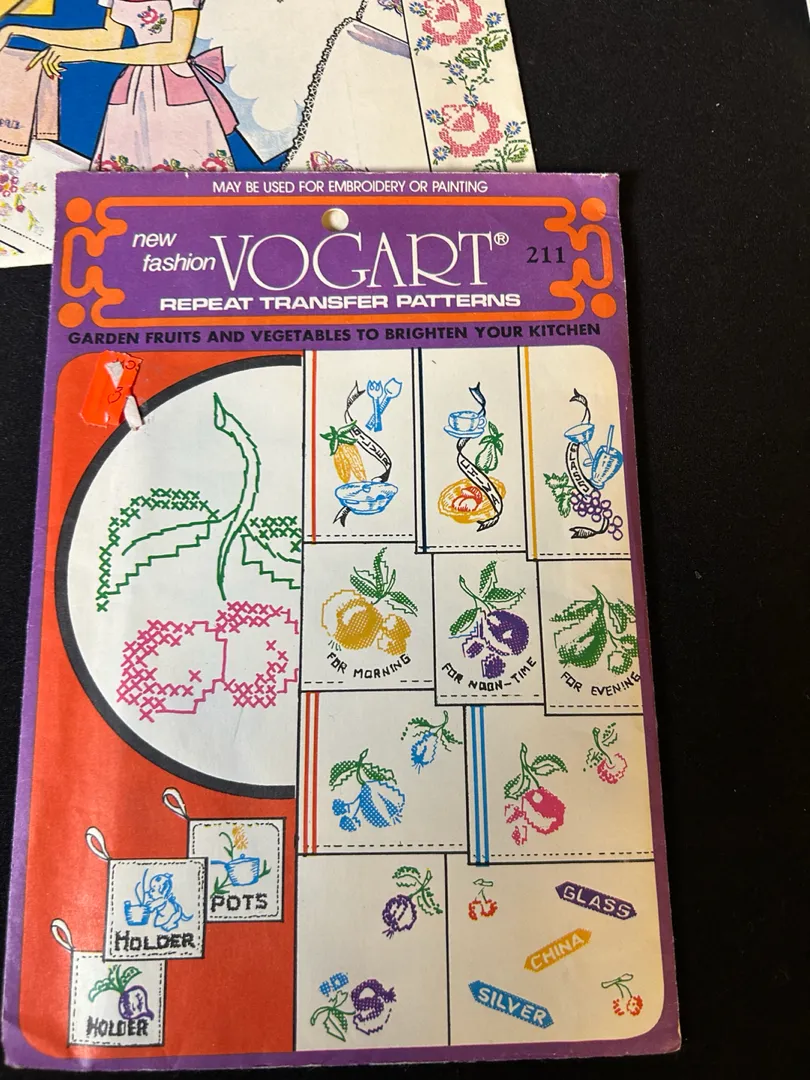 MAY BE USED FOR EMBROIDERY OR PAINTING
new
fashion VOGART® 211
REPEAT TRANSFER PATTERNS
GARDEN FRUITS AND VEGETABLES TO BRIGHTEN YOUR KITCHEN
FOR MORNING
FOR NOON-TIME
FOR EVENING
POTS
HOLDER
HOLDER
GLASS
CHINA
SILVER